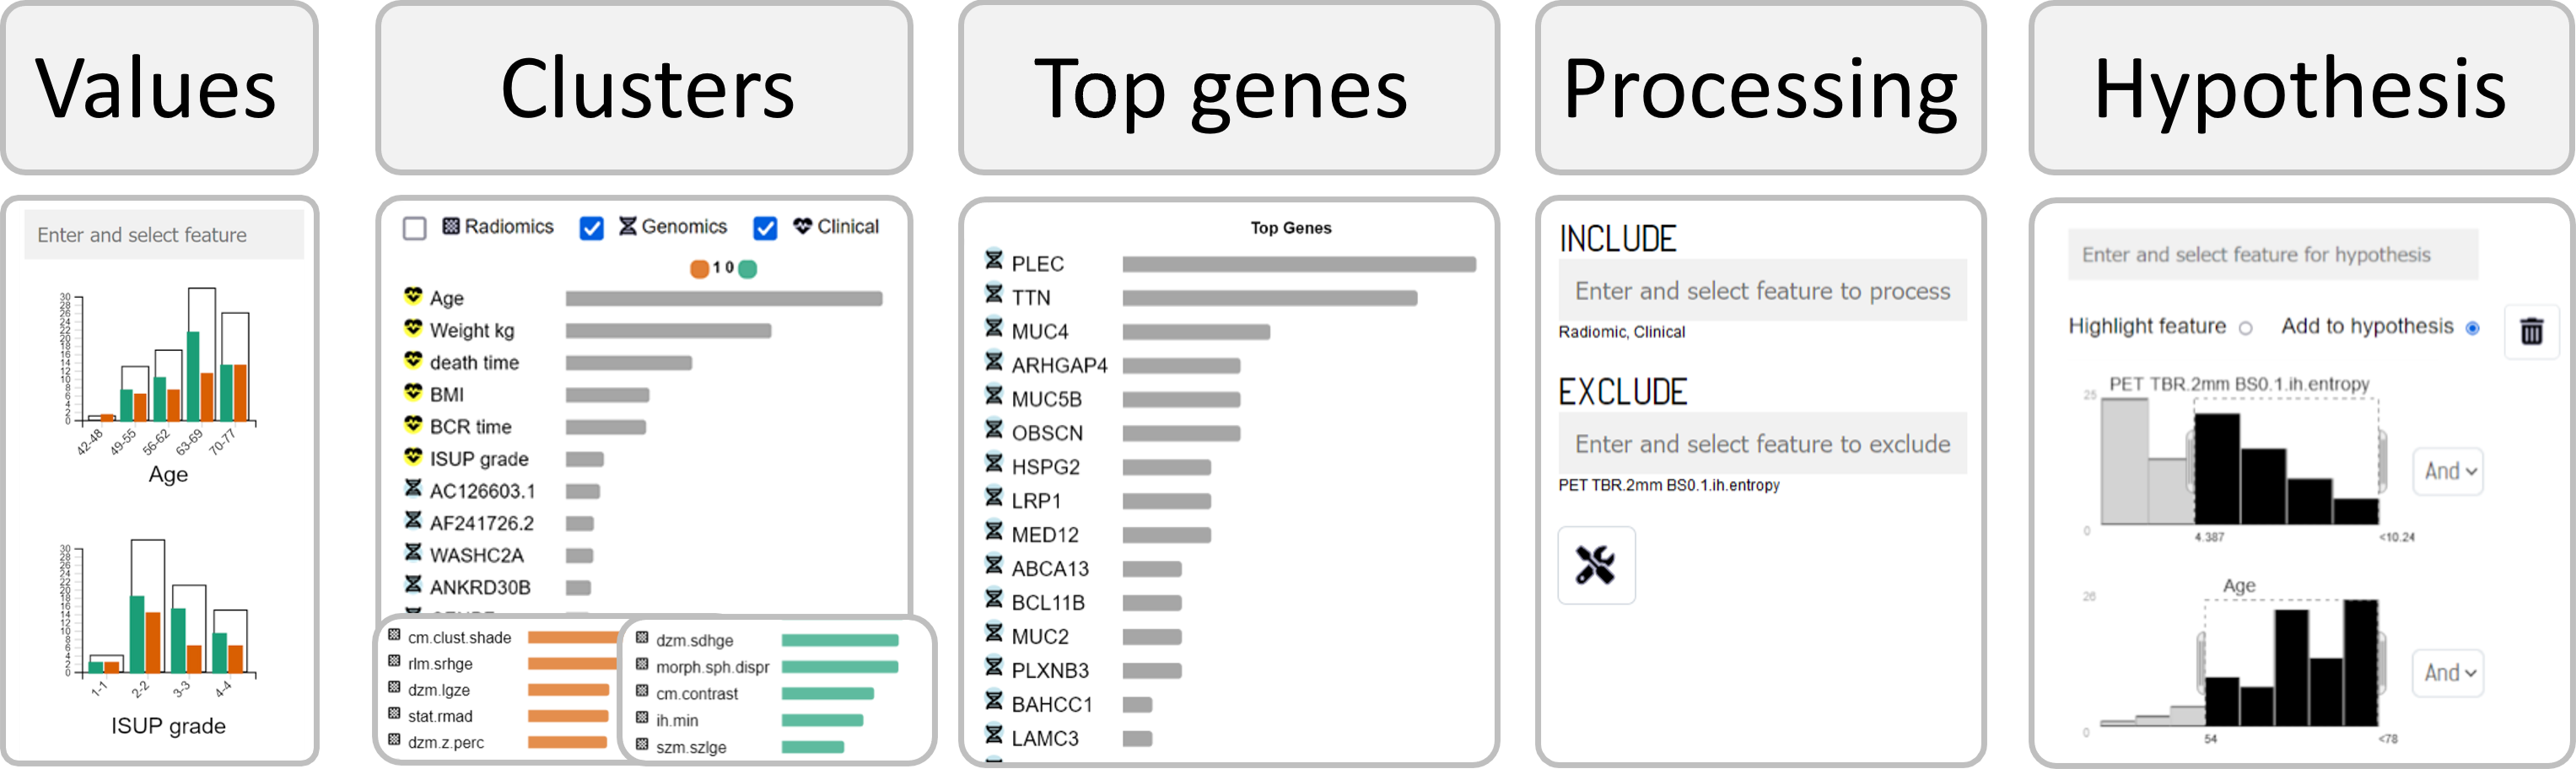 Values
Clusters
Top genes
Processing
Hypothesis
Enter and select feature
30
28
26
24
22
20
18
16
14
12
10
8
6
4
2
0
42-48
49-55
56-62
63-69
70-77
Age
30
28
26
24
22
20
18
16
14
12
10
8
6
4
2
0
1-1
2-2
3-3
4-4
ISUP grade
Radiomics Genomics Clinical
1 0
Age
Weight kg
death time
BMI
BCR time
ISUP grade
AC126603.1
AF241726.2
WASHC2A
ANKRD30B
cm.clust.shade
rlm.srhge
dzm.lgze
stat.rmad
dzm.z.perc
dzm.sdhge
morph.sph.dispr
cm.contrast
ih.min
szm.szlge
Top Genes
PLEC
TTN
MUC4
ARHGAP4
MUC5B
OBSCN
HSPG2
LRP1
MED12
ABCA13
BCL11B
MUC2
PLXNB3
BAHCC1
LAMC3
INCLUDE
Enter and select feature to process
Radiomic, Clinical
EXCLUDE
Enter and select feature to exclude
PET TBR.2mm BS0.1.ih.entropy
Enter and select feature for hypothesis
Highlight feature Add to hypothesis
PET TBR.2mm BS0.1.ih.entropy
25
0
4.387 <10.24
And
Age
26
0
54 <78
And